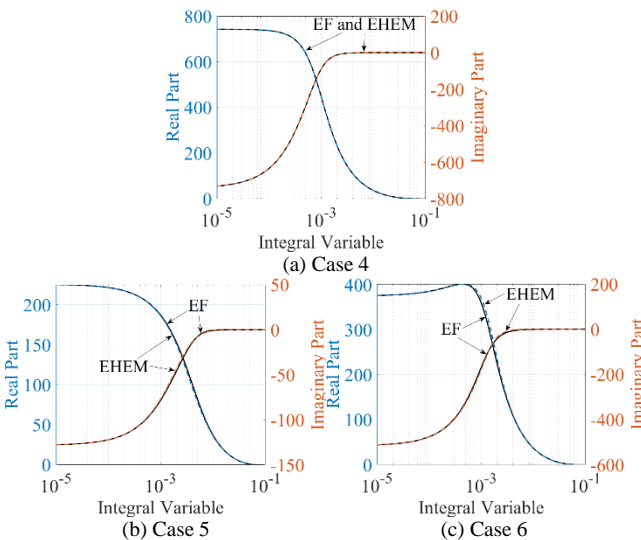 800
600
400
200
0
Real Part
EF and EHEM
200
0
-200
-400
-600
-800
Imaginary Part
10^-5 10^-3 10^-1
Integral Variable
(a) Case 4
200
150
100
50
0
Real Part
EF
EHEM
50
0
-50
-100
-150
Imaginary Part
10^-5 10^-3 10^-1
Integral Variable
(b) Case 5
400
300
200
100
0
Real Part
EHEM
EF
200
0
-200
-400
-600
Imaginary Part
10^-5 10^-3 10^-1
Integral Variable
(c) Case 6